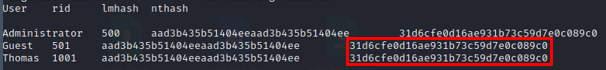 User rid lmhash nthash
Administrator 500 aad3b435b51404eeaad3b435b51404ee 31d6cfe0d16ae931b73c59d7e0c089c0
Guest 501 aad3b435b51404eeaad3b435b51404ee 31d6cfe0d16ae931b73c59d7e0c089c0
Thomas 1001 aad3b435b51404eeaad3b435b51404ee 31d6cfe0d16ae931b73c59d7e0c089c0